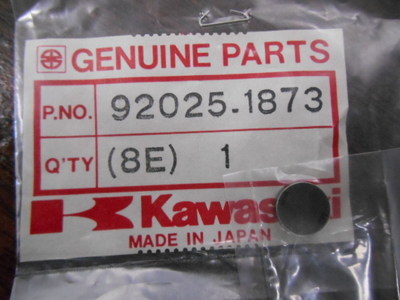 GENUINE PARTS
P.NO. 92025-1873
Q'TY (8E) 1
Kawasaki
MADE IN JAPAN